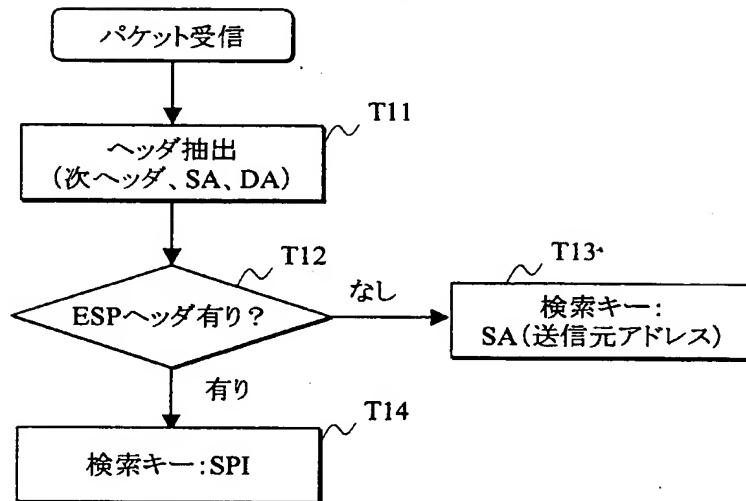 パケット受信
T11
ヘッダ抽出
(次ヘッダ、SA、DA)
T12
ESPヘッダ有り?
なし
T13
検索キー:
SA(送信元アドレス)
有り
T14
検索キー:SPI